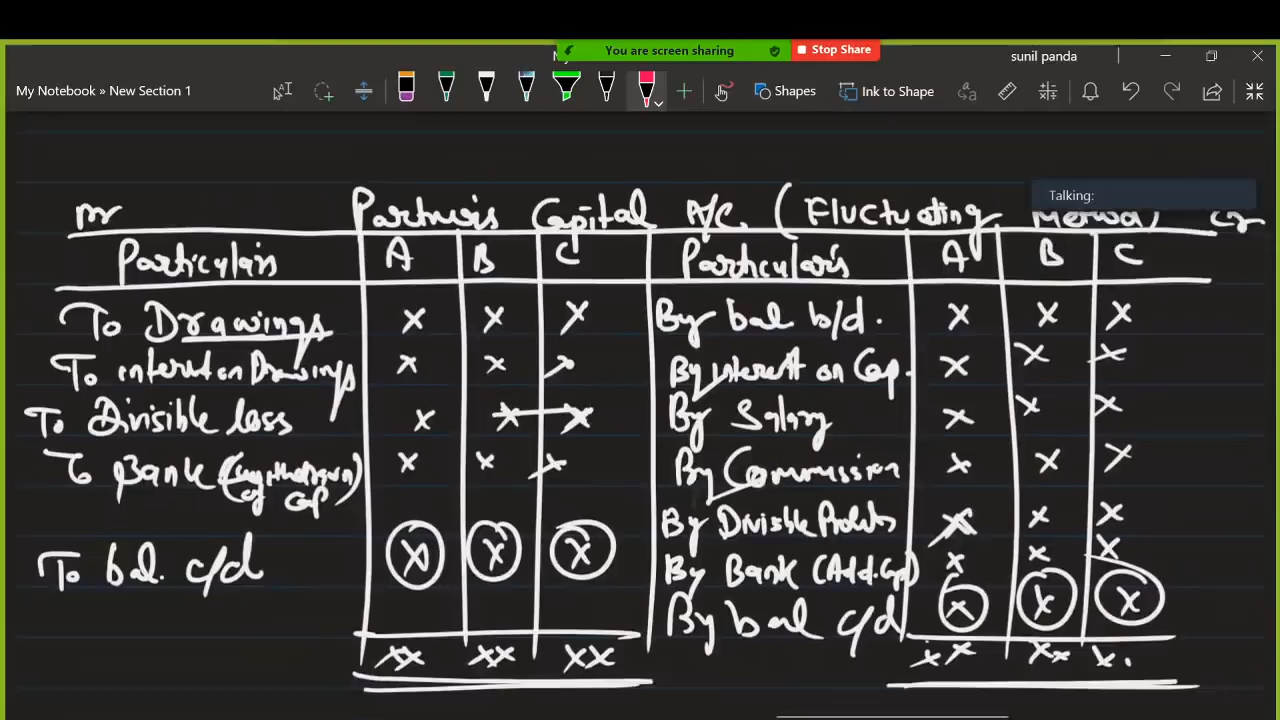 You are screen sharing
Stop Share
sunil panda
My Notebook » New Section 1
Shapes
Ink to Shape
Talking:
Partners Capital A/C. (Fluctuating Method) Cr
Particulars A B C Particulars A B C
To Drawings x x x By bal b/d. x x x
To interest on Drawings x x x By interest on Cap. x x x
To Divisible loss x x x By Salary x x x
To Bank ( of Cap) x x x By Commission x x x
By Divisible Profits x x x
To bal. c/d x x x By Bank (Add.Cap) x x x
By bal c/d x x x
xx xx xx xx xx x.